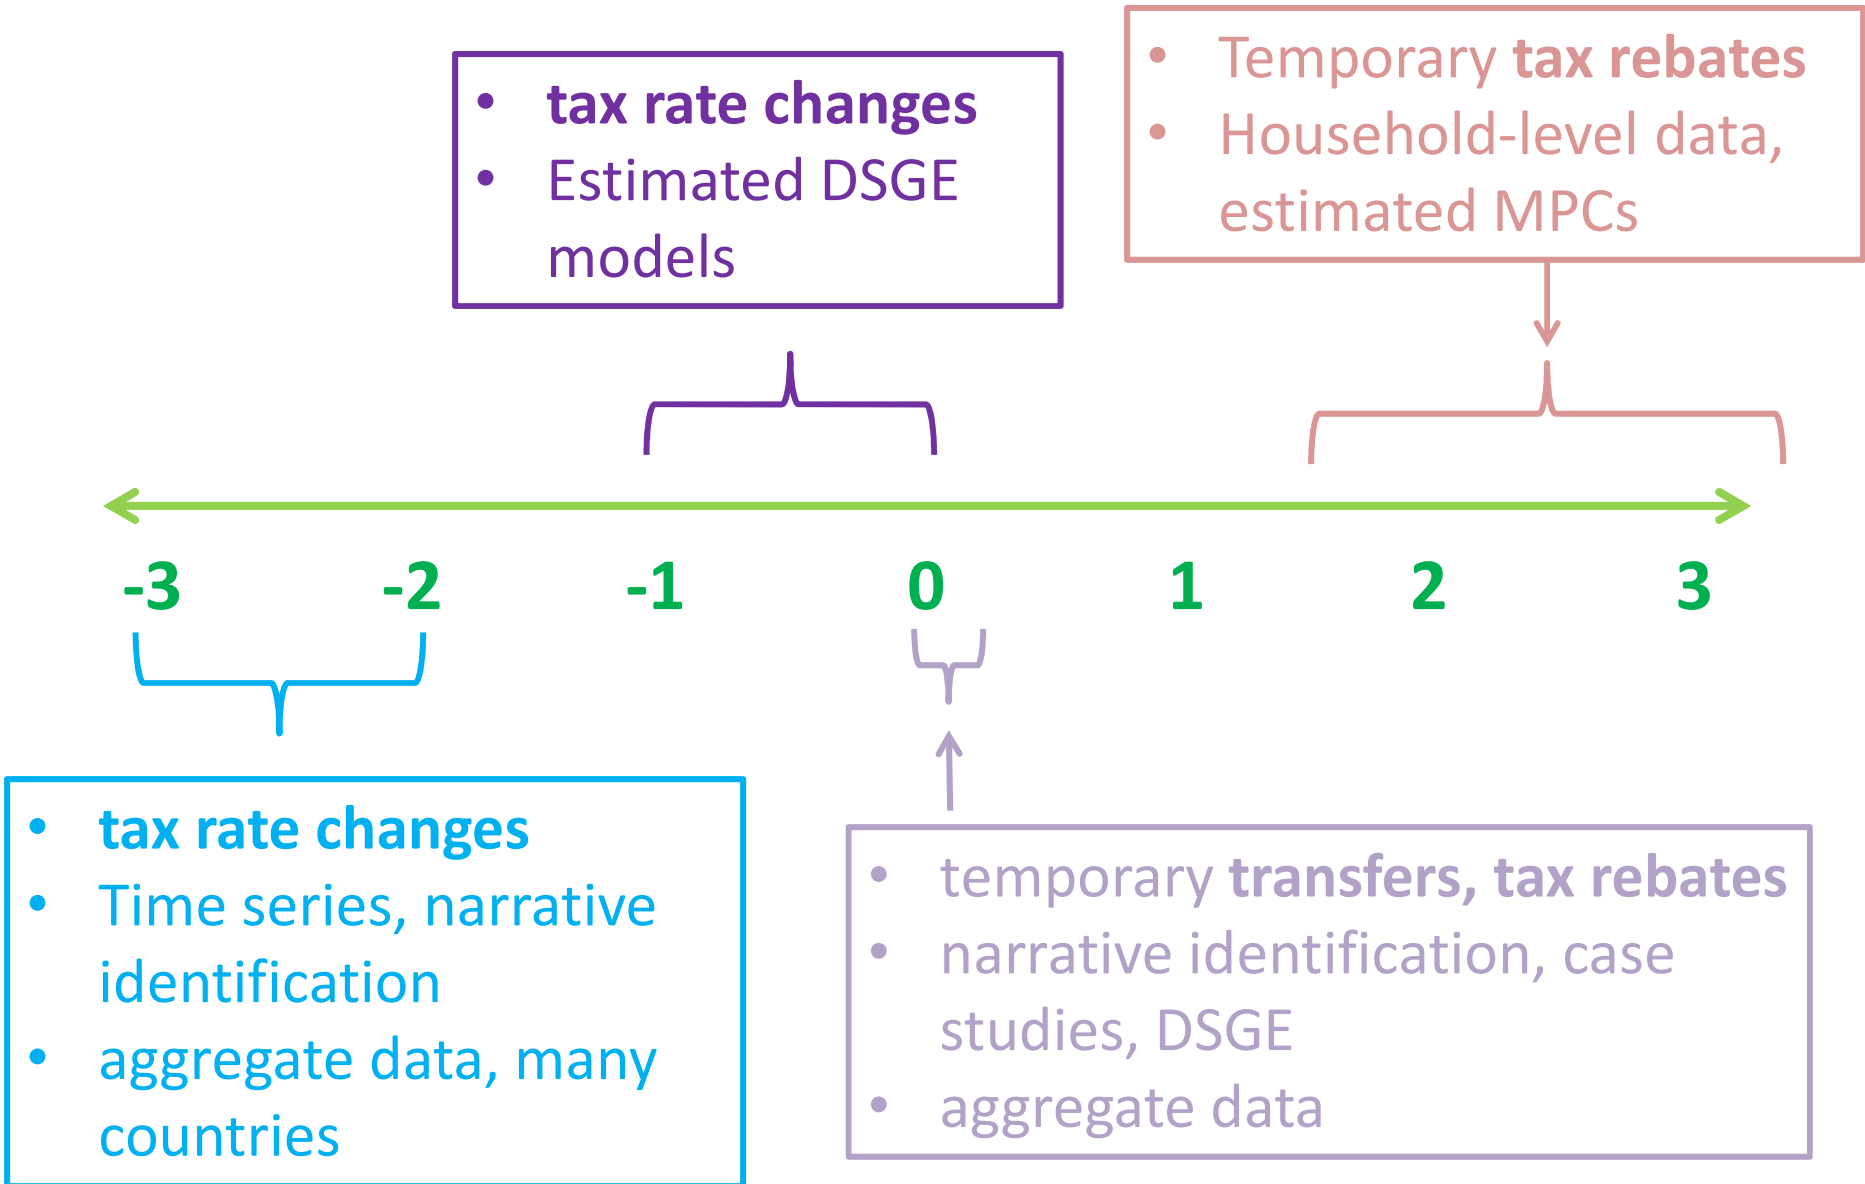 • tax rate changes
• Estimated DSGE
models
• Temporary tax rebates
• Household-level data,
estimated MPCs
-3 -2 -1 0 1 2 3
• tax rate changes
• Time series, narrative
identification
• aggregate data, many
countries
• temporary transfers, tax rebates
• narrative identification, case
studies, DSGE
• aggregate data